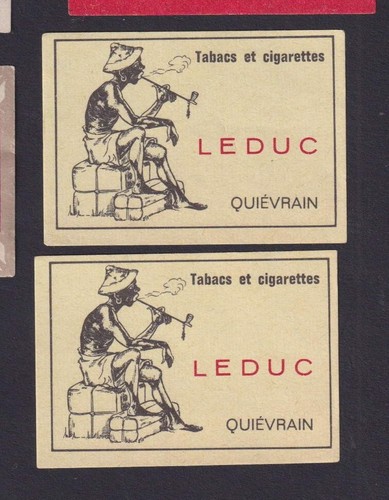 Tabacs et cigarettes
LEDUC
QUIÉVRAIN
Tabacs et cigarettes
LEDUC
QUIÉVRAIN